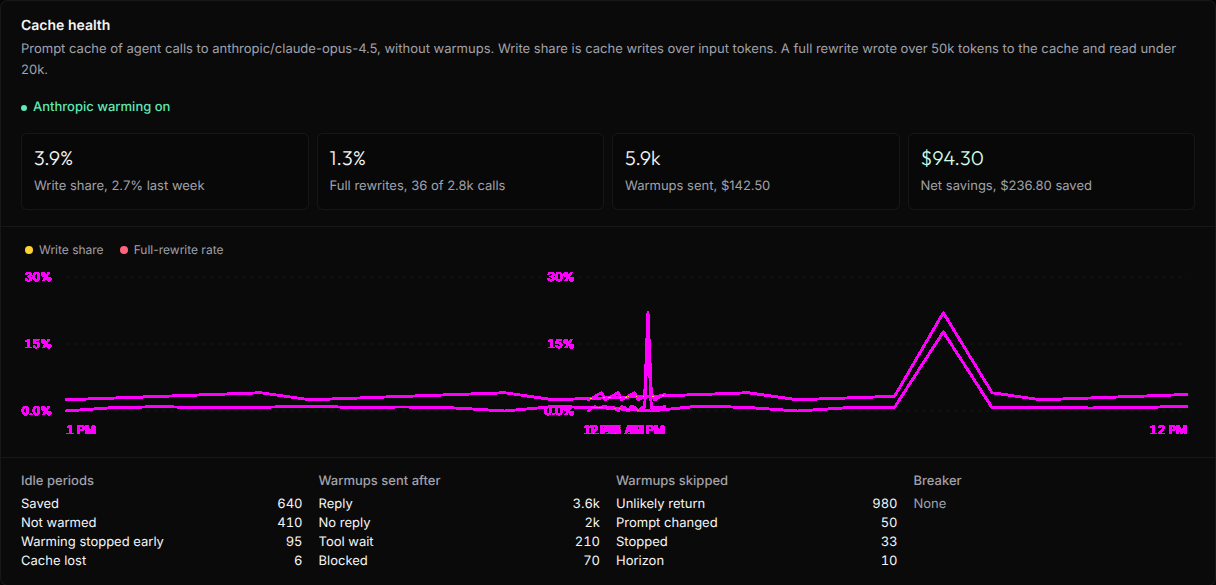 Cache health
Prompt cache of agent calls to anthropic/claude-opus-4.5, without warmups. Write share is cache writes over input tokens. A full rewrite wrote over 50k tokens to the cache and read under
20k.
Anthropic warming on
3.9%
Write share, 2.7% last week
1.3%
Full rewrites, 36 of 2.8k calls
5.9k
Warmups sent, $142.50
$94.30
Net savings, $236.80 saved
Write share
Full-rewrite rate
30%
30%
15%
15%
0.0%
0.0%
1 PM
12 PM
Idle periods
Saved 640
Not warmed 410
Warming stopped early 95
Cache lost 6
Warmups sent after
Reply 3.6k
No reply 2k
Tool wait 210
Blocked 70
Warmups skipped
Unlikely return 980
Prompt changed 50
Stopped 33
Horizon 10
Breaker
None